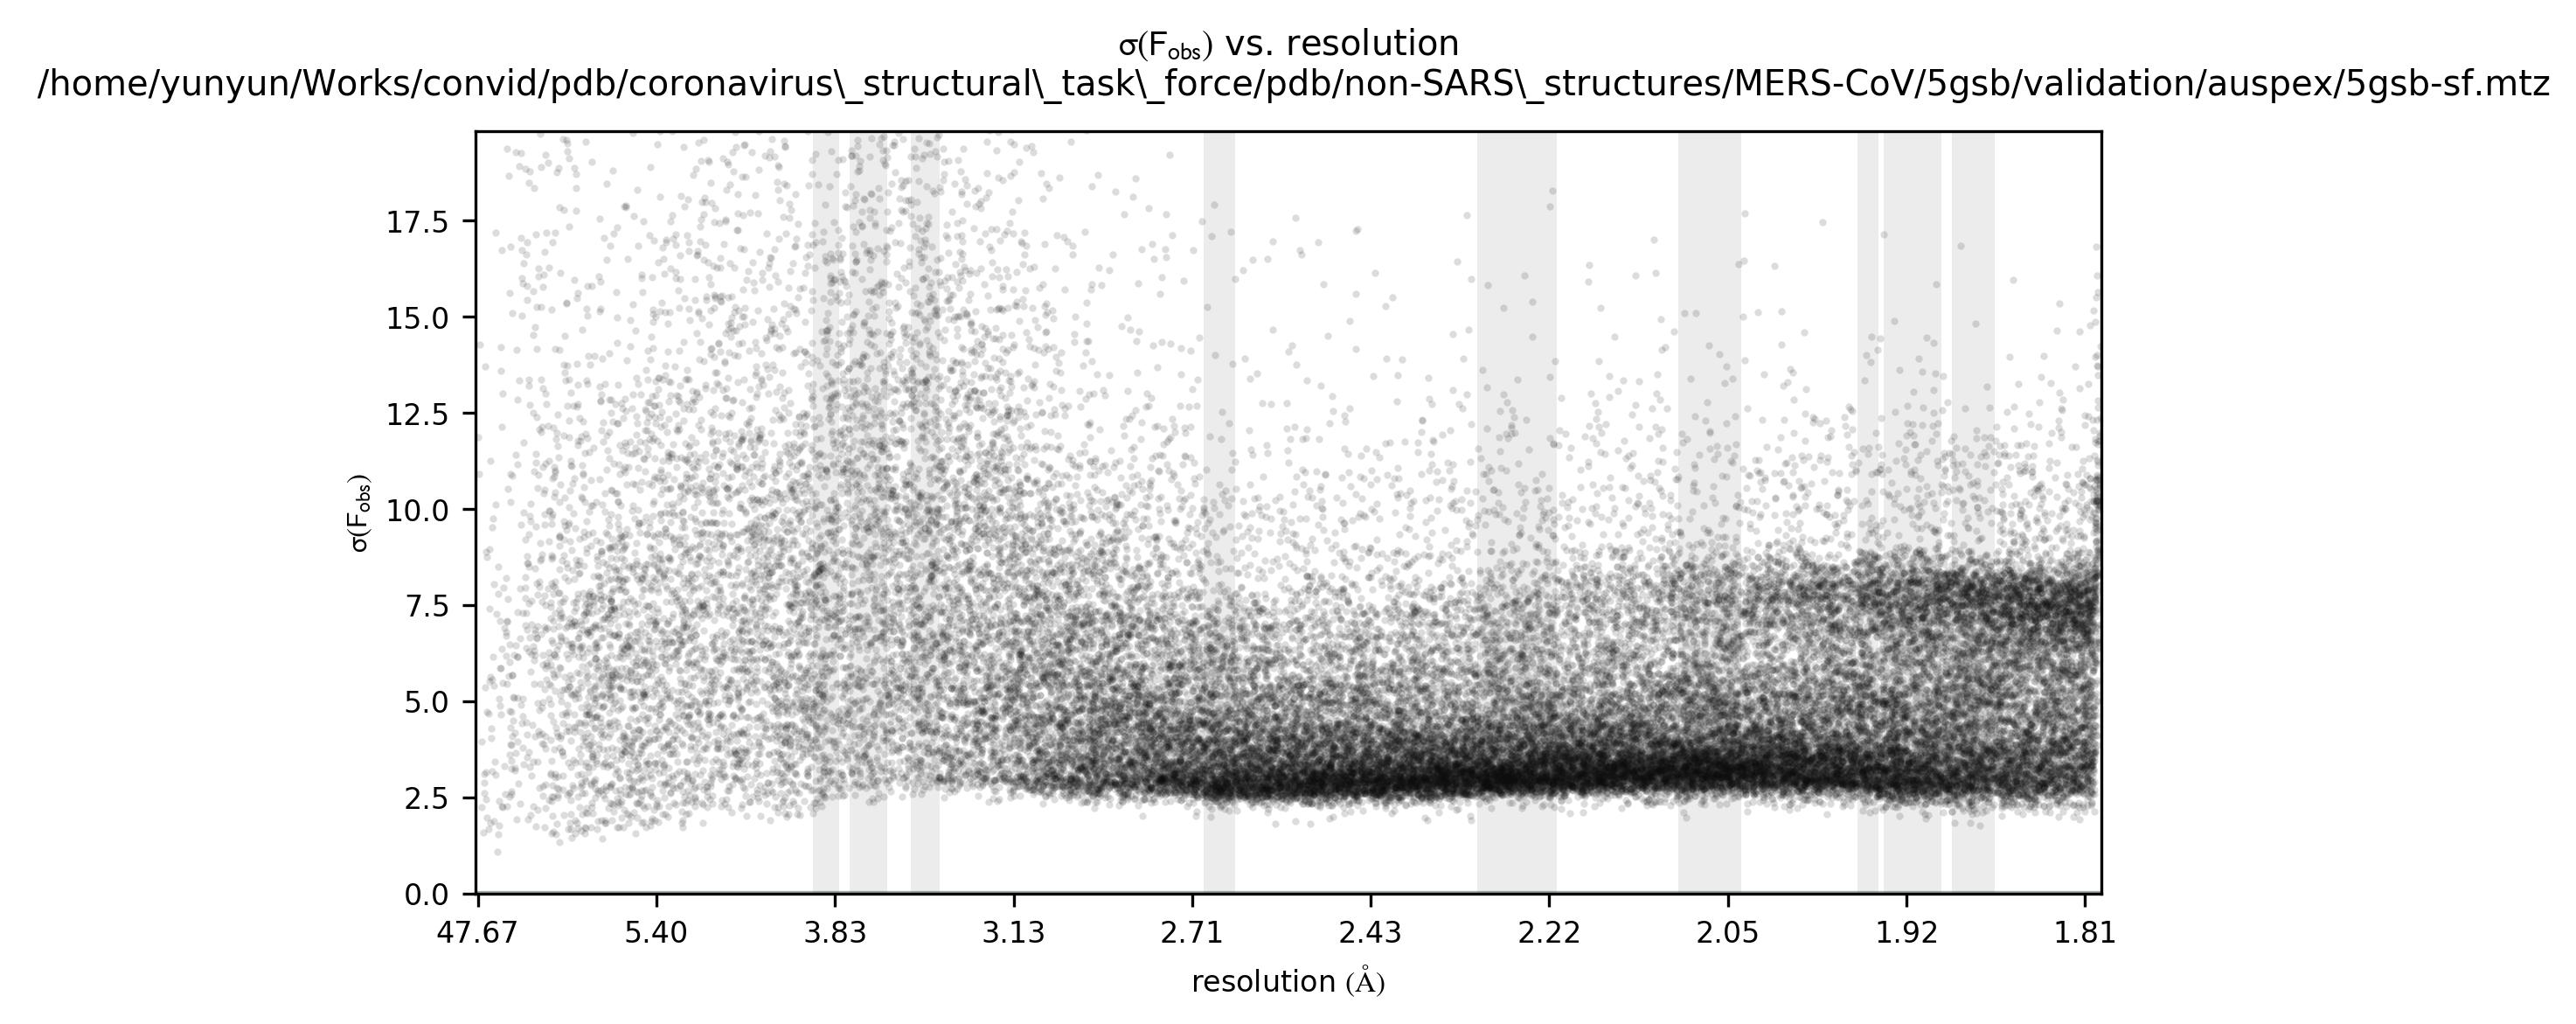 σ(Fobs) vs. resolution
/home/yunyun/Works/convid/pdb/coronavirus\_structural\_task\_force/pdb/non-SARS\_structures/MERS-CoV/5gsb/validation/auspex/5gsb-sf.mtz
17.5
15.0
12.5
10.0
7.5
5.0
2.5
0.0
σ(Fobs)
47.67 5.40 3.83 3.13 2.71 2.43 2.22 2.05 1.92 1.81
resolution (Å)